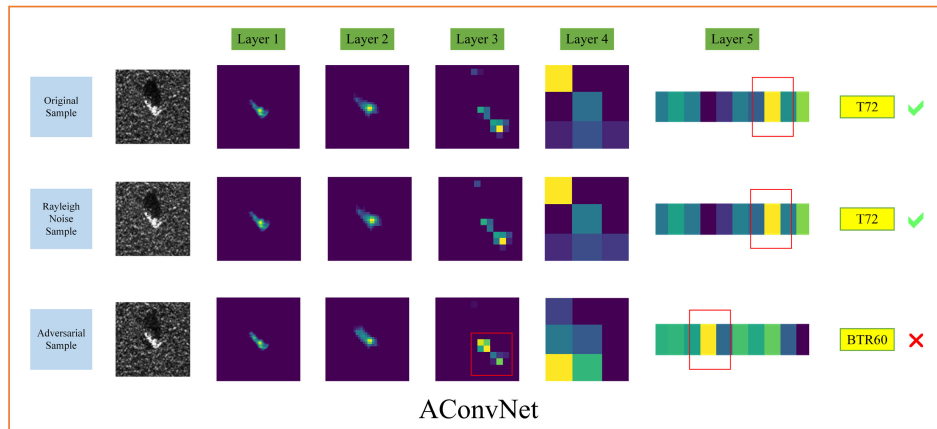 Layer 1
Layer 2
Layer 3
Layer 4
Layer 5
Original
Sample
T72
Rayleigh
Noise
Sample
T72
Adversarial
Sample
BTR60
AConvNet